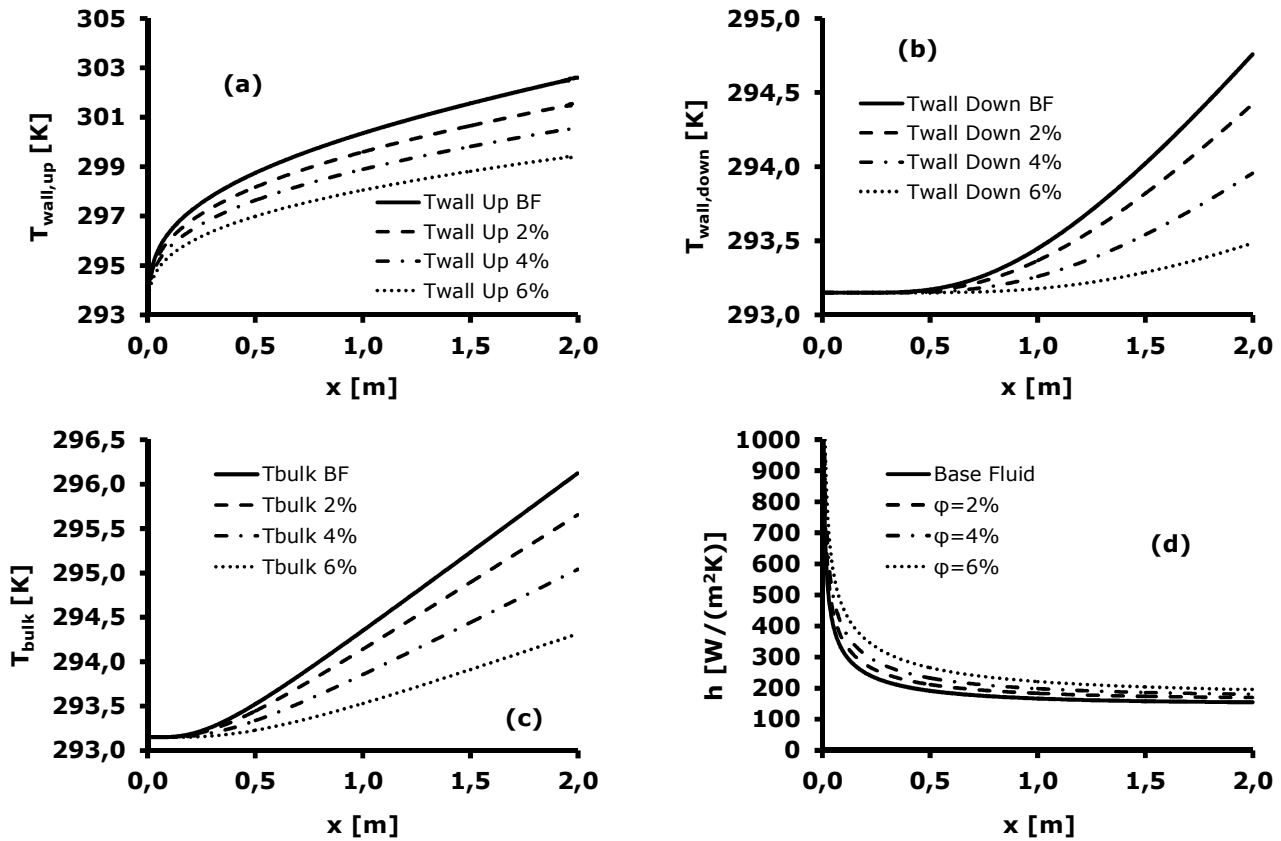 305
303
301
299
297
295
293
T_wall,up [K]
(a)
Twall Up BF
Twall Up 2%
Twall Up 4%
Twall Up 6%
0,0 0,5 1,0 1,5 2,0
x [m]
295,0
294,5
294,0
293,5
293,0
T_wall,down [K]
(b)
Twall Down BF
Twall Down 2%
Twall Down 4%
Twall Down 6%
0,0 0,5 1,0 1,5 2,0
x [m]
296,5
296,0
295,5
295,0
294,5
294,0
293,5
293,0
T_bulk [K]
Tbulk BF
Tbulk 2%
Tbulk 4%
Tbulk 6%
(c)
0,0 0,5 1,0 1,5 2,0
x [m]
1000
900
800
700
600
500
400
300
200
100
0
h [W/(m²K)]
Base Fluid
φ=2%
φ=4%
φ=6%
(d)
0,0 0,5 1,0 1,5 2,0
x [m]